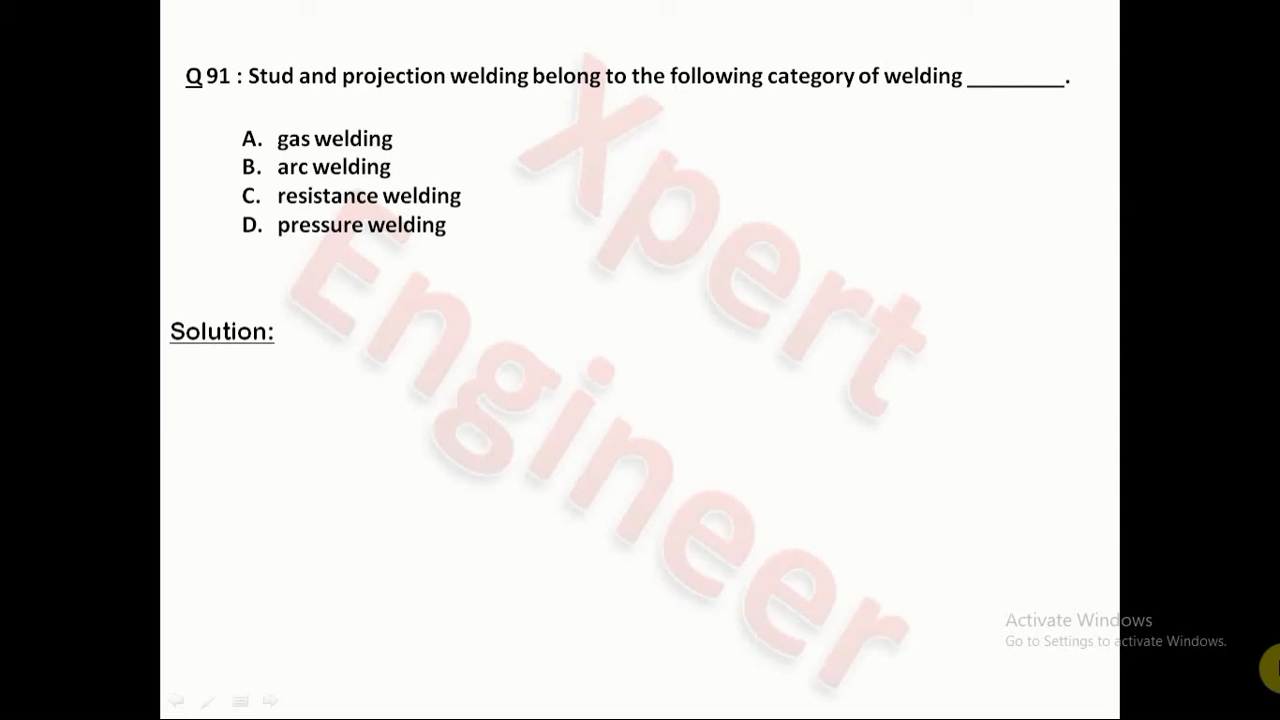 Q 91 : Stud and projection welding belong to the following category of welding ________.
A. gas welding
B. arc welding
C. resistance welding
D. pressure welding
Solution:
Xpert
Engineer
Activate Windows
Go to Settings to activate Windows.